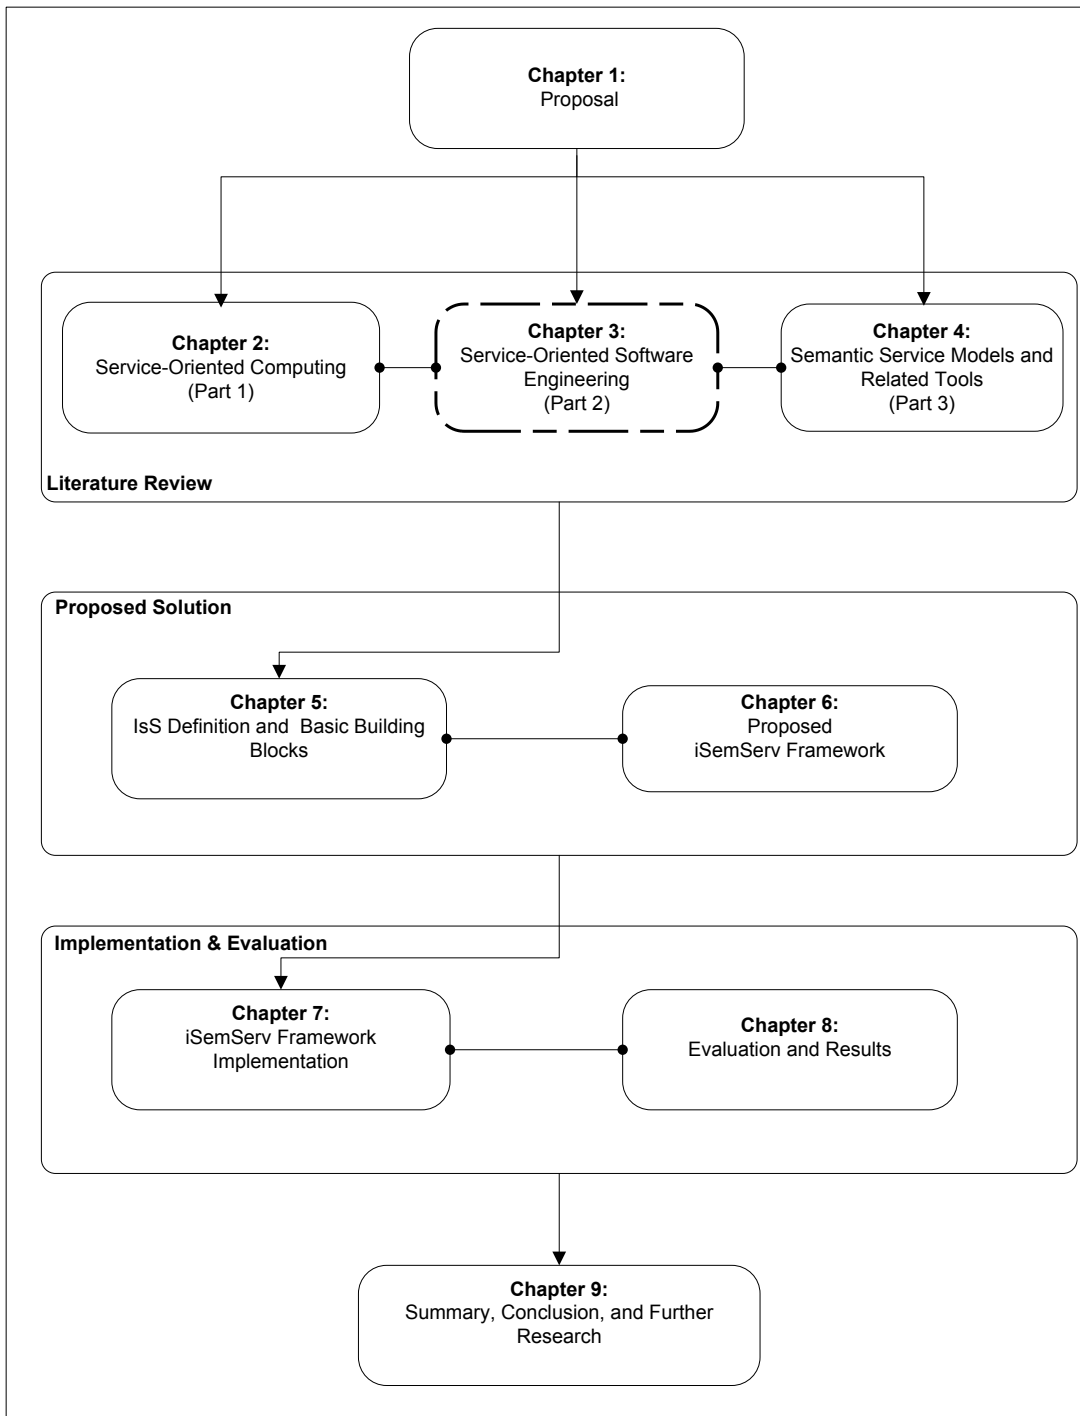 Chapter 1:
Proposal
Chapter 2:
Service-Oriented Computing
(Part 1)
Chapter 3:
Service-Oriented Software
Engineering
(Part 2)
Chapter 4:
Semantic Service Models and
Related Tools
(Part 3)
Literature Review
Proposed Solution
Chapter 5:
IsS Definition and Basic Building
Blocks
Chapter 6:
Proposed
iSemServ Framework
Implementation & Evaluation
Chapter 7:
iSemServ Framework
Implementation
Chapter 8:
Evaluation and Results
Chapter 9:
Summary, Conclusion, and Further
Research